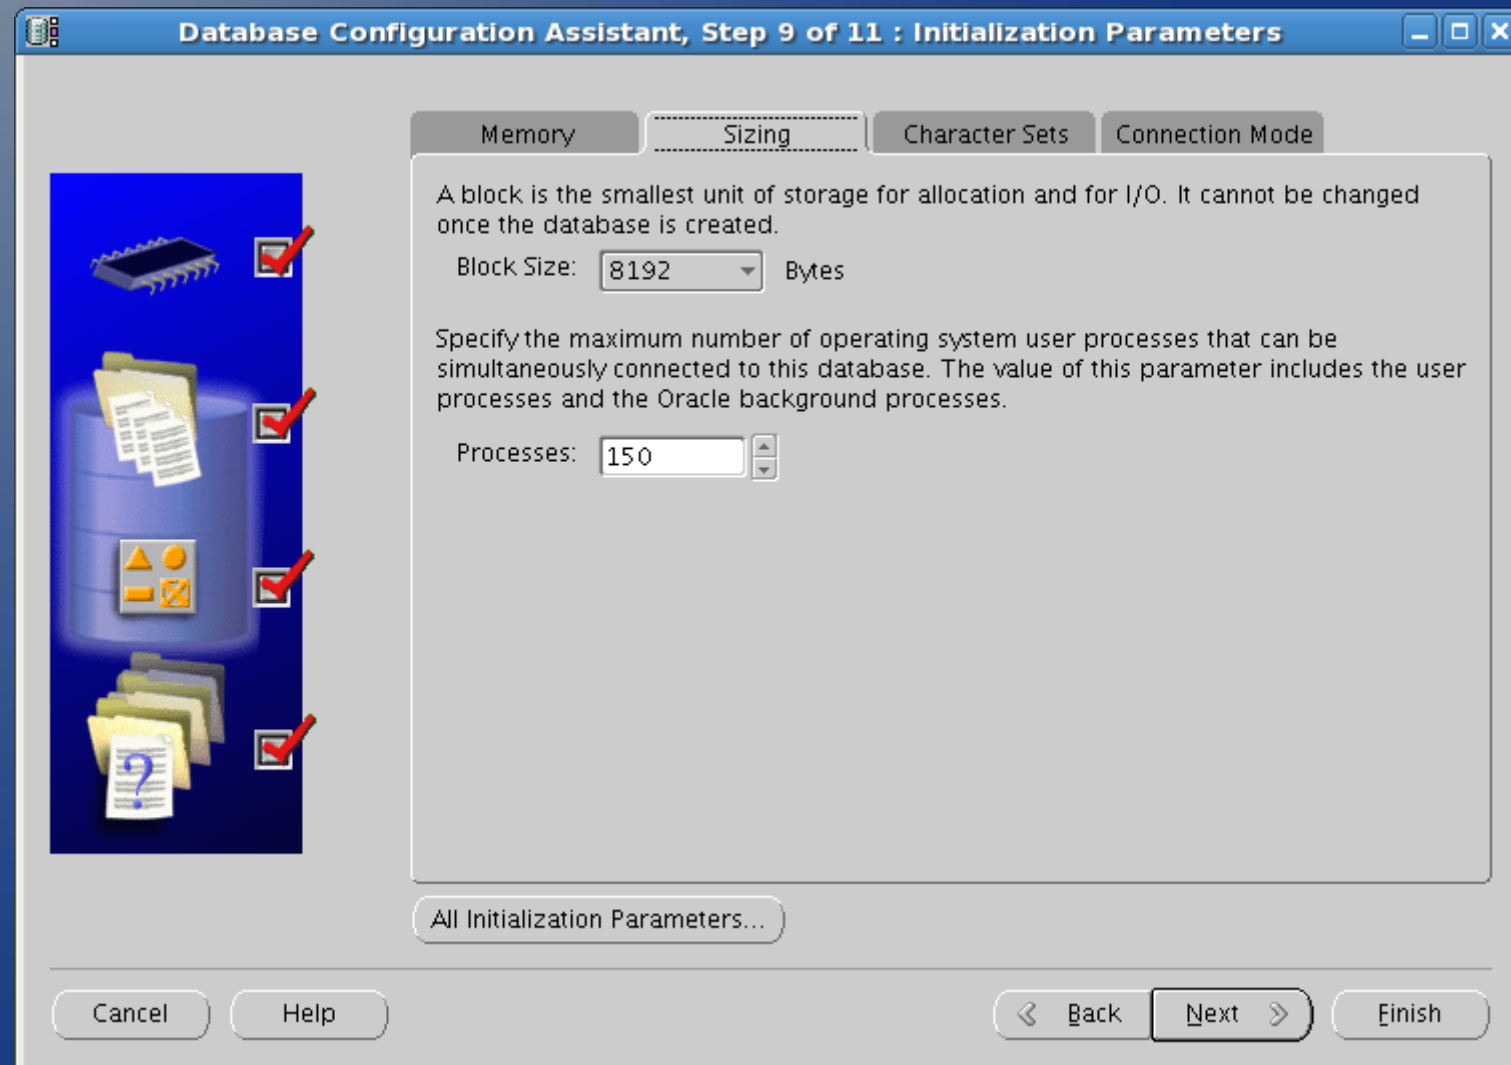 Database Configuration Assistant, Step 9 of 11 : Initialization Parameters
Memory Sizing Character Sets Connection Mode
A block is the smallest unit of storage for allocation and for I/O. It cannot be changed
once the database is created.
Block Size: 8192 Bytes
Specify the maximum number of operating system user processes that can be
simultaneously connected to this database. The value of this parameter includes the user
processes and the Oracle background processes.
Processes: 150
?
All Initialization Parameters...
Cancel Help Back Next Finish